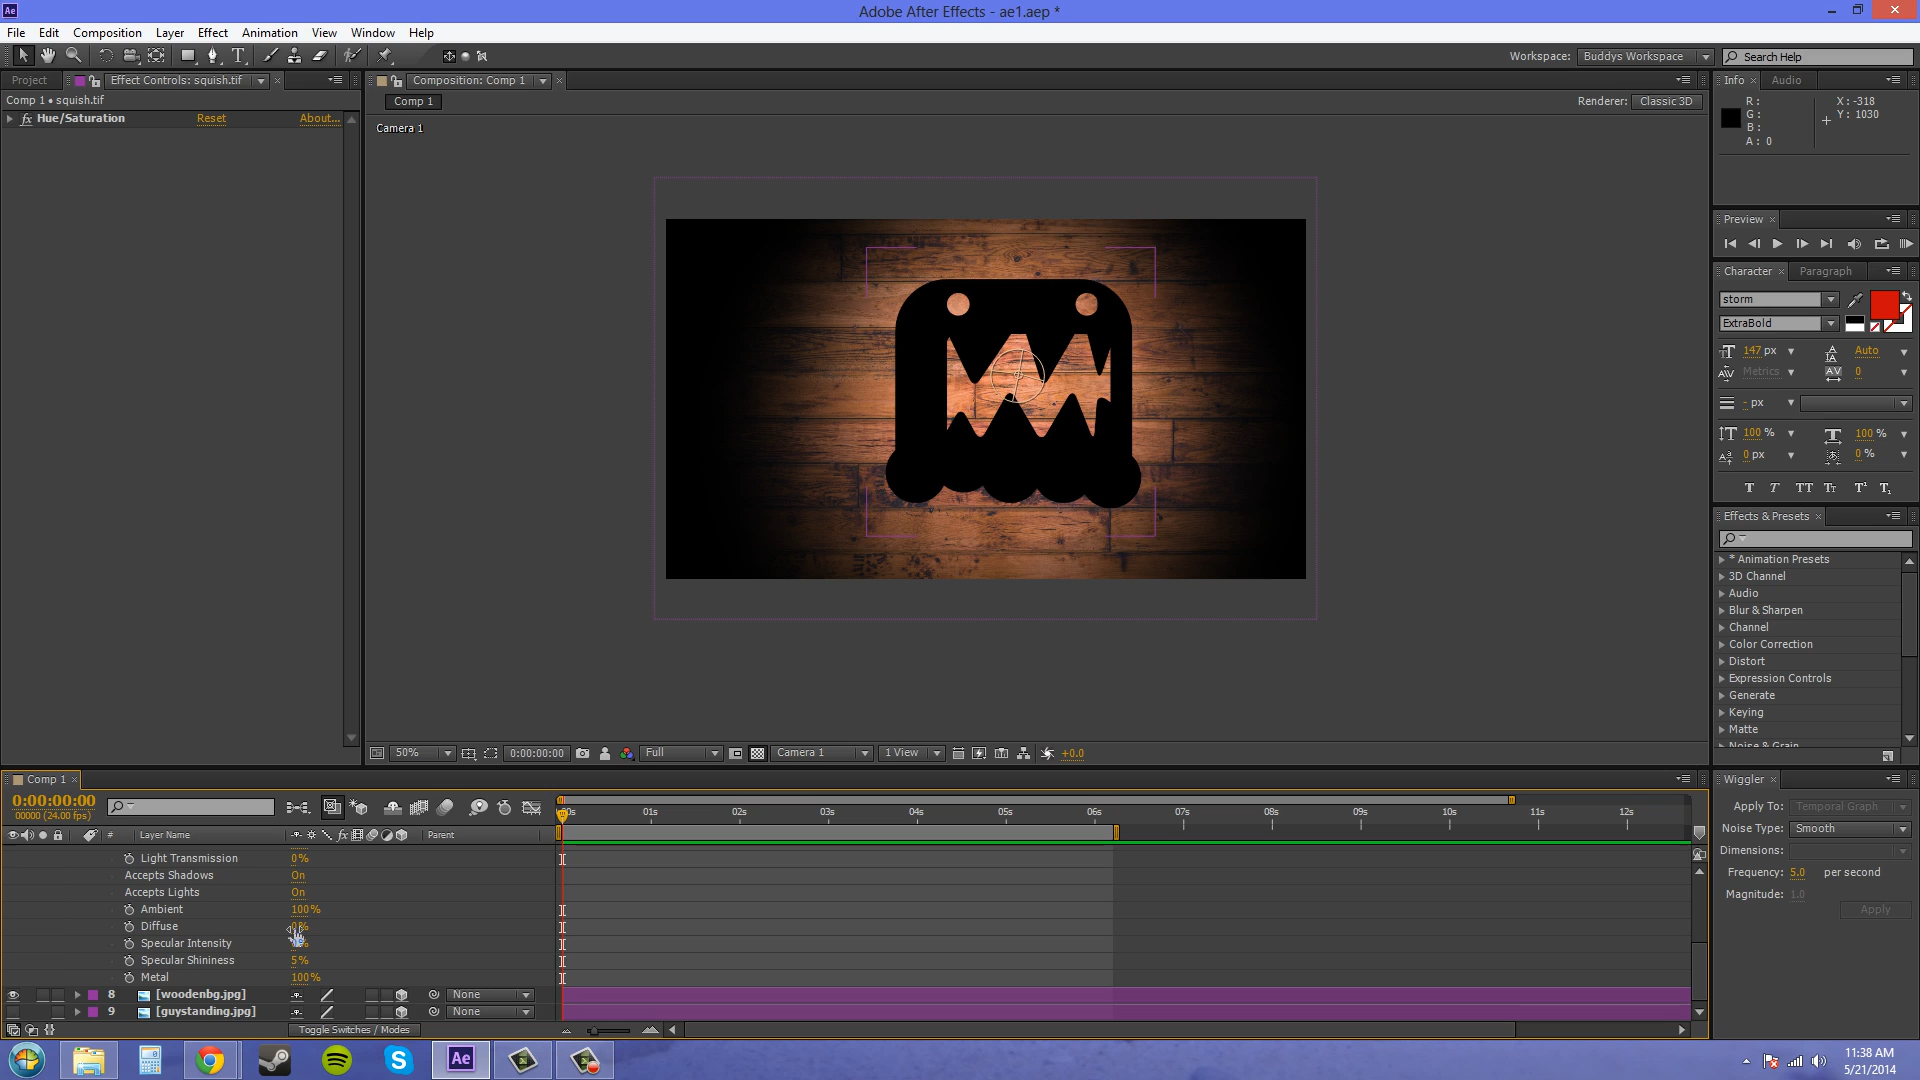 Adobe After Effects - ae1.aep *
File Edit Composition Layer Effect Animation View Window Help
Workspace: Buddys Workspace Search Help
Project Effect Controls: squish.tif
Composition: Comp 1
Info Audio
Comp 1 • squish.tif
Comp 1
Renderer: Classic 3D
fx Hue/Saturation Reset About...
Camera 1
R:
G:
B:
A: 0
X: -318
Y: 1030
Preview
Character Paragraph
storm
ExtraBold
147 px Auto
Metrics 0
- px
100 % 100 %
0 px 0 %
T T TT Tt T¹ T₁
Effects & Presets
* Animation Presets
3D Channel
Audio
Blur & Sharpen
Channel
Color Correction
Distort
Expression Controls
Generate
Keying
Matte
Noise & Grain
50% 0:00:00:00 Full Camera 1 1 View +0.0
Comp 1
0:00:00:00
00000 (24.00 fps)
# Layer Name Parent
01s 02s 03s 04s 05s 06s 07s 08s 09s 10s 11s 12s
Light Transmission 0%
Accepts Shadows On
Accepts Lights On
Ambient 100%
Diffuse
Specular Intensity
Specular Shininess 5%
Metal 100%
8 [woodenbg.jpg] None
9 [guystanding.jpg] None
Toggle Switches / Modes
Wiggler
Apply To: Temporal Graph
Noise Type: Smooth
Dimensions:
Frequency: 5.0 per second
Magnitude: 1.0
Apply
Ae
11:38 AM
5/21/2014